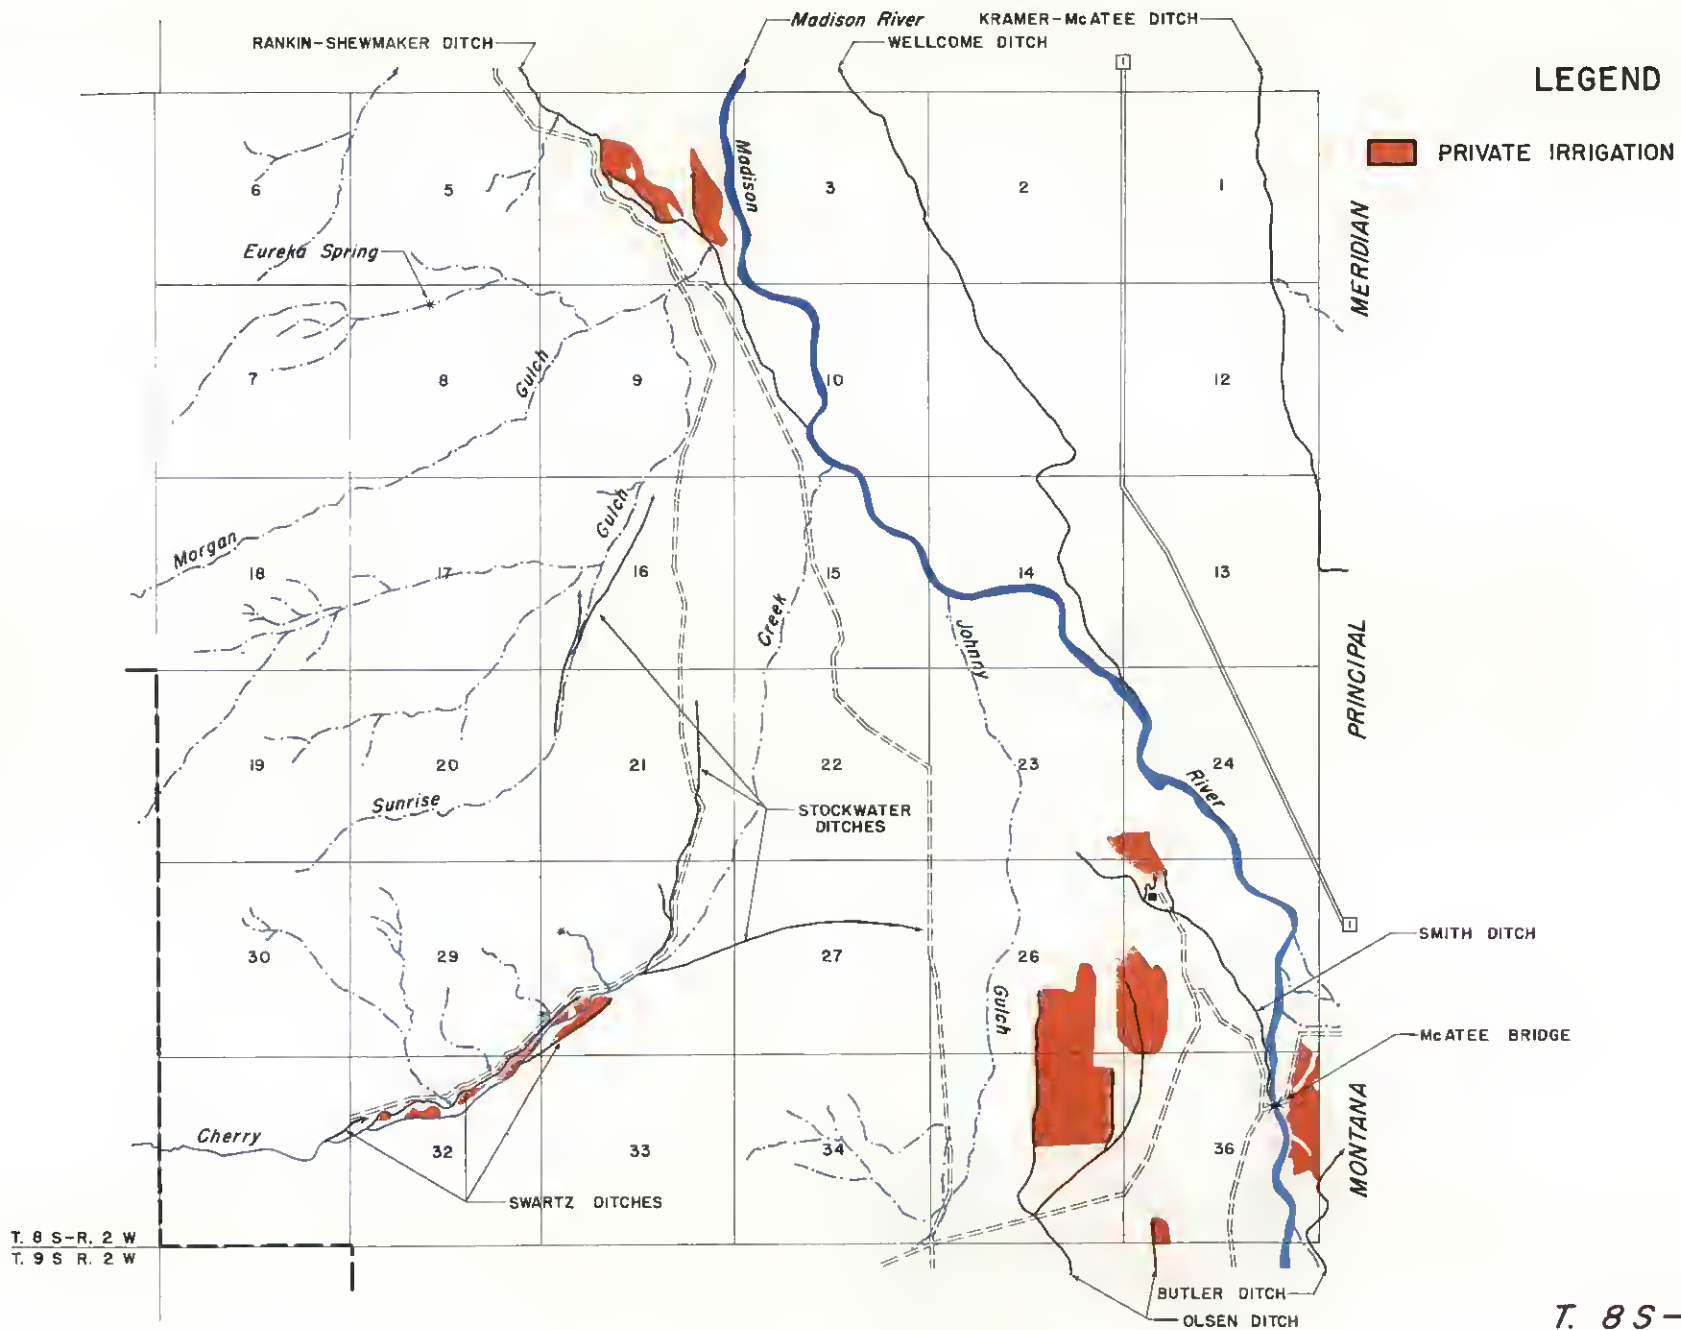 Madison River
KRAMER-McATEE DITCH
RANKIN-SHEWMAKER DITCH
WELLCOME DITCH
1
LEGEND
PRIVATE IRRIGATION
Madison
6
5
3
2
1
Eureka Spring
MERIDIAN
7
8
Gulch
9
10
12
Morgan
18
17
Gulch
16
15
14
13
Creek
Johnny
PRINCIPAL
19
20
21
22
23
24
Sunrise
River
STOCKWATER
DITCHES
1
SMITH DITCH
30
29
27
26
Gulch
McATEE BRIDGE
Cherry
32
33
34
36
MONTANA
SWARTZ DITCHES
T. 8 S-R. 2 W
T. 9 S R. 2 W
BUTLER DITCH
OLSEN DITCH
T. 8 S-